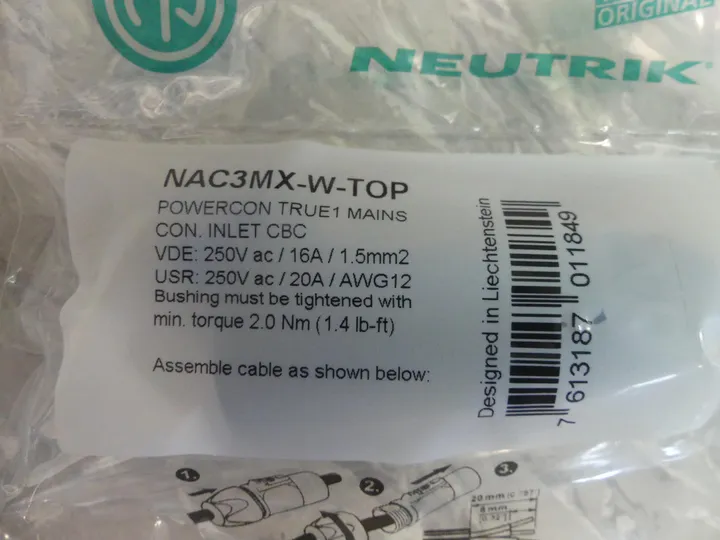 ORIGINAL
NEUTRIK
NAC3MX-W-TOP
POWERCON TRUE1 MAINS
CON. INLET CBC
VDE: 250V ac / 16A / 1.5mm2
USR: 250V ac / 20A / AWG12
Bushing must be tightened with
min. torque 2.0 Nm (1.4 lb-ft)
Assemble cable as shown below:
Designed in Liechtenstein
7 613187 011849
1.
2.
3.
20 mm
8 mm